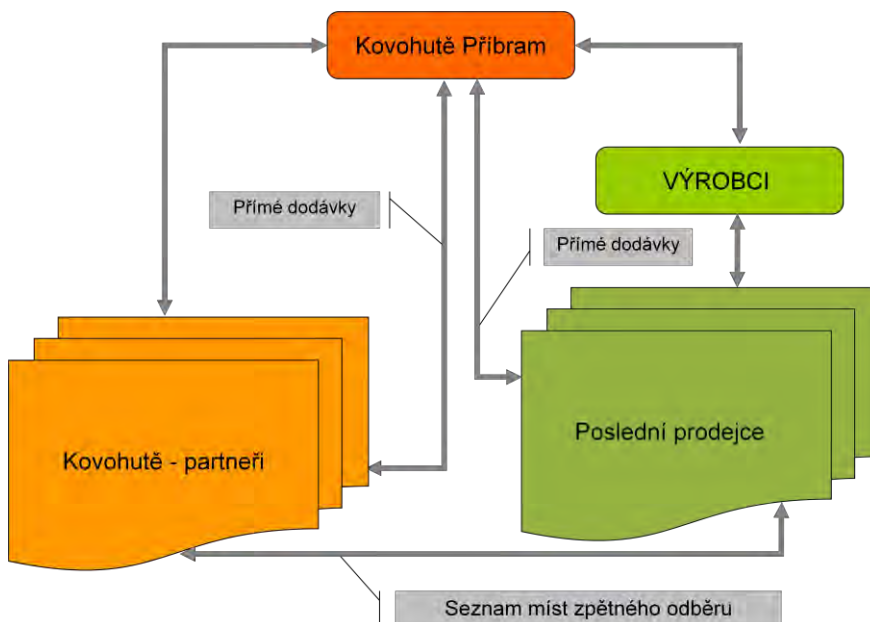 Kovohutě Příbram
VÝROBCI
Přímé dodávky
Přímé dodávky
Kovohutě - partneři
Poslední prodejce
Seznam míst zpětného odběru